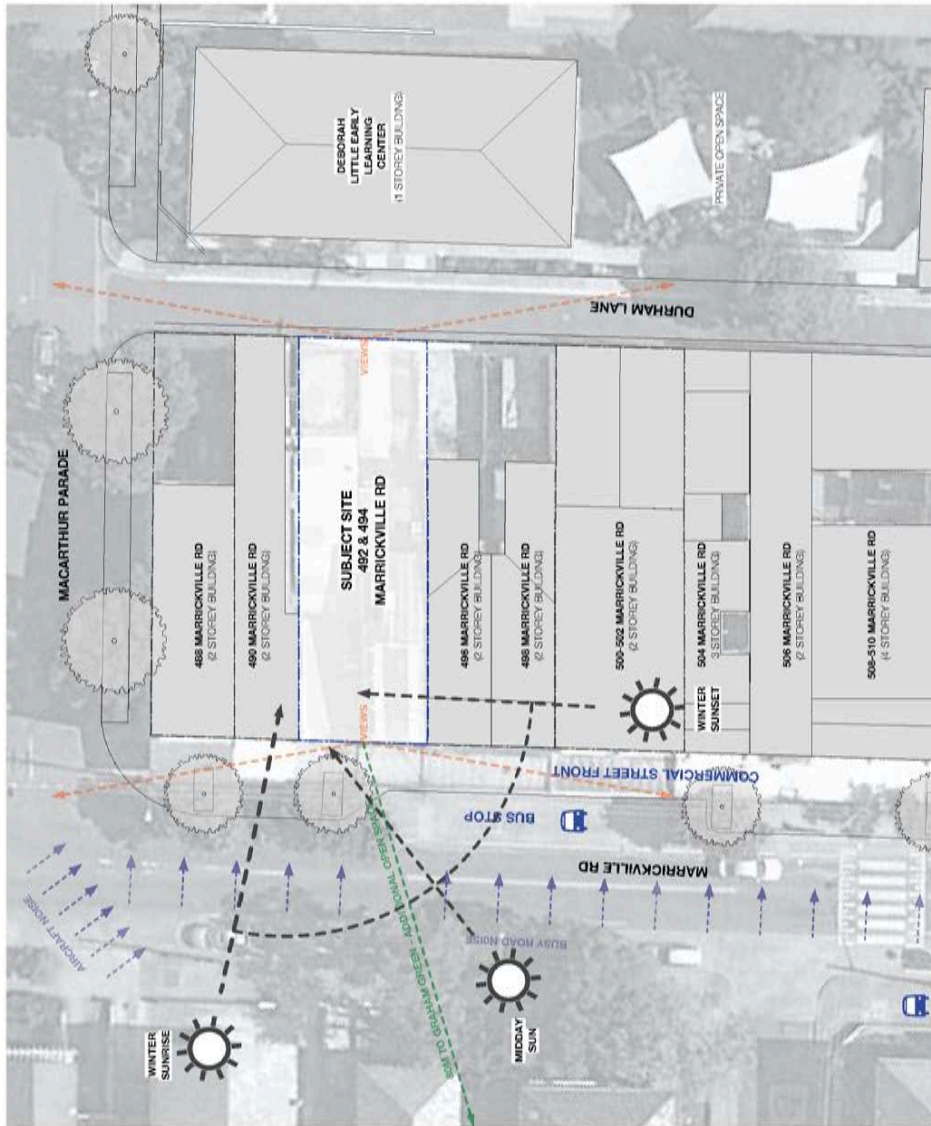 MACARTHUR PARADE
DEBORAH
LITTLE EARLY
LEARNING
CENTER
(1 STOREY BUILDING)
PRIVATE OPEN SPACE
DURHAM LANE
VIEWS
488 MARRICKVILLE RD
(2 STOREY BUILDING)
490 MARRICKVILLE RD
(2 STOREY BUILDING)
SUBJECT SITE
492 & 494
MARRICKVILLE RD
496 MARRICKVILLE RD
(2 STOREY BUILDING)
498 MARRICKVILLE RD
(2 STOREY BUILDING)
500-502 MARRICKVILLE RD
(2 STOREY BUILDING)
504 MARRICKVILLE RD
3 STOREY BUILDING)
506 MARRICKVILLE RD
(2 STOREY BUILDING)
508-510 MARRICKVILLE RD
(4 STOREY BUILDING)
VIEWS
WINTER
SUNSET
COMMERCIAL STREET FRONT
BUS STOP
MARRICKVILLE RD
AIRCRAFT NOISE
BUSY ROAD NOISE
TO GRAHAM GREEN - ADDITIONAL OPEN SPACE
WINTER
SUNRISE
MIDDAY
SUN